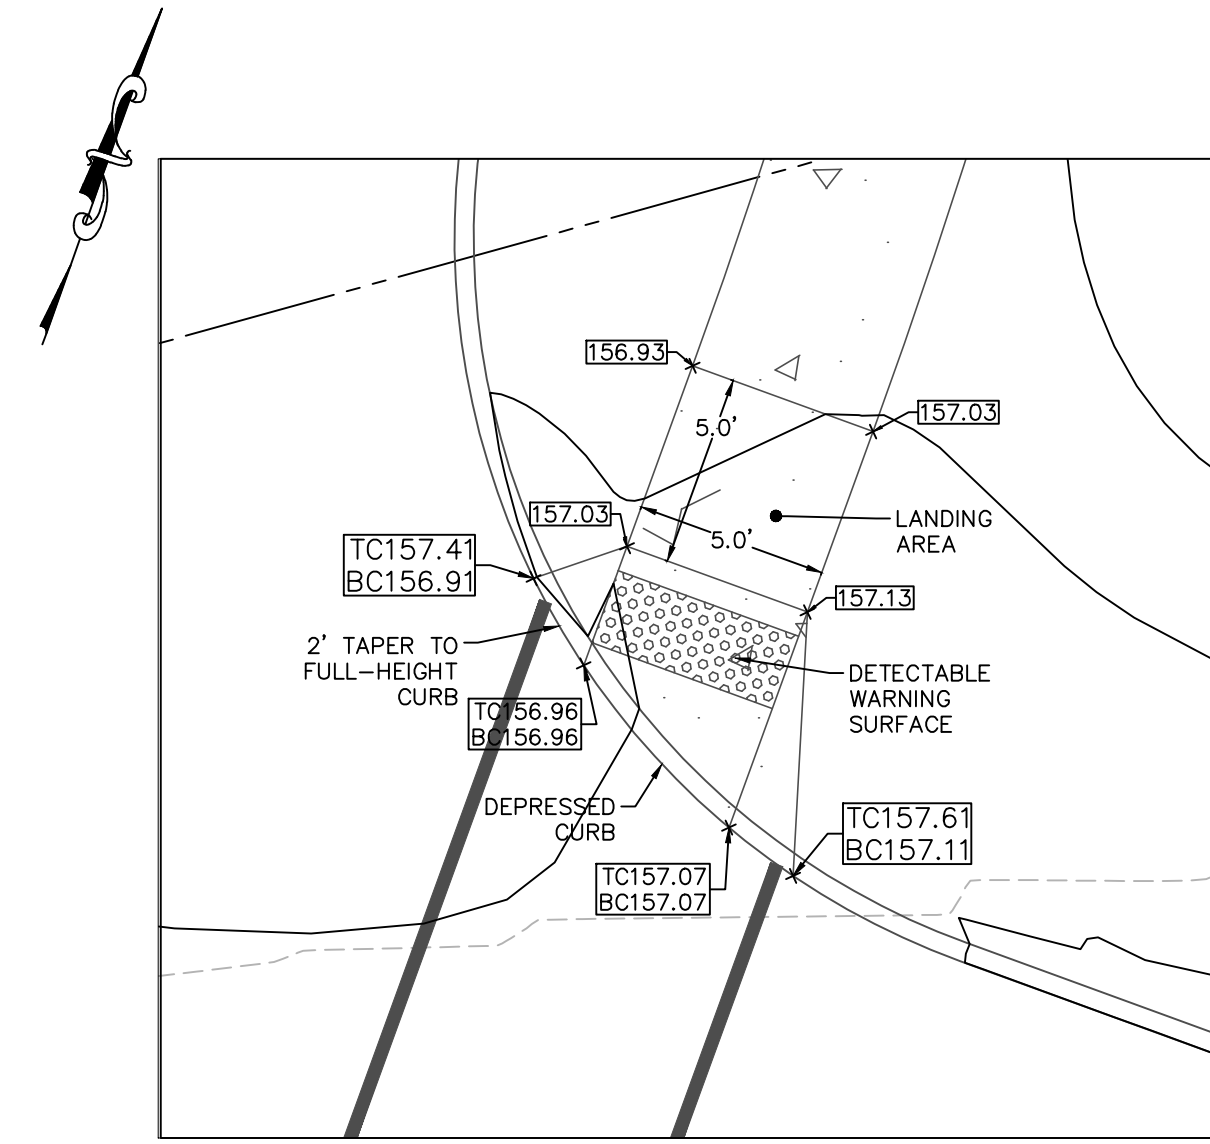 156.93
157.03
5.0'
157.03
5.0'
LANDING
AREA
TC157.41
BC156.91
157.13
2' TAPER TO
FULL-HEIGHT
CURB
DETECTABLE
WARNING
SURFACE
TC156.96
BC156.96
DEPRESSED
CURB
TC157.61
BC157.11
TC157.07
BC157.07